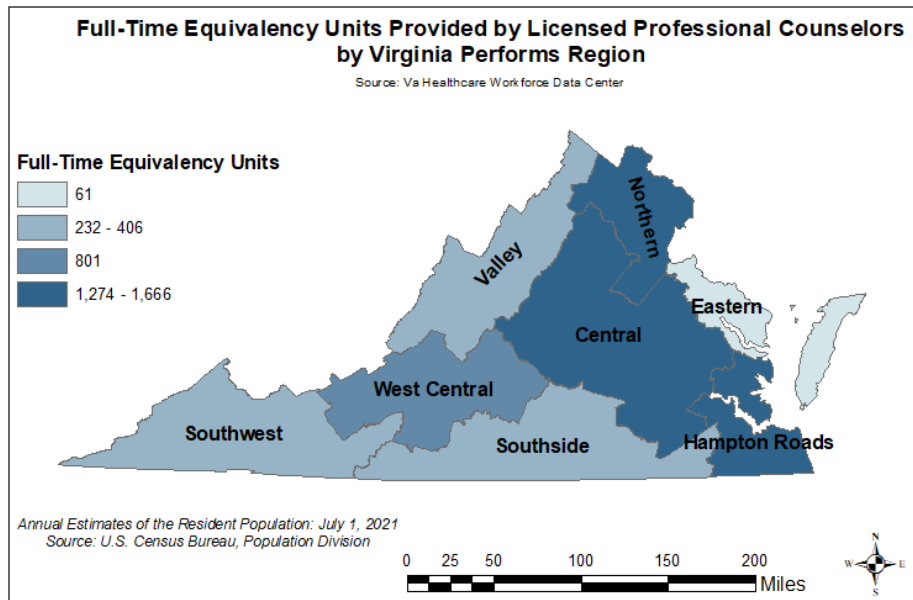 Full-Time Equivalency Units Provided by Licensed Professional Counselors
by Virginia Performs Region
Source: Va Healthcare Workforce Data Center
Full-Time Equivalency Units
61
232 - 406
801
1,274 - 1,666
Northern
Valley
Eastern
Central
West Central
Southwest
Southside
Hampton Roads
Annual Estimates of the Resident Population: July 1, 2021
Source: U.S. Census Bureau, Population Division
0 25 50 100 150 200
Miles
N
W E
S